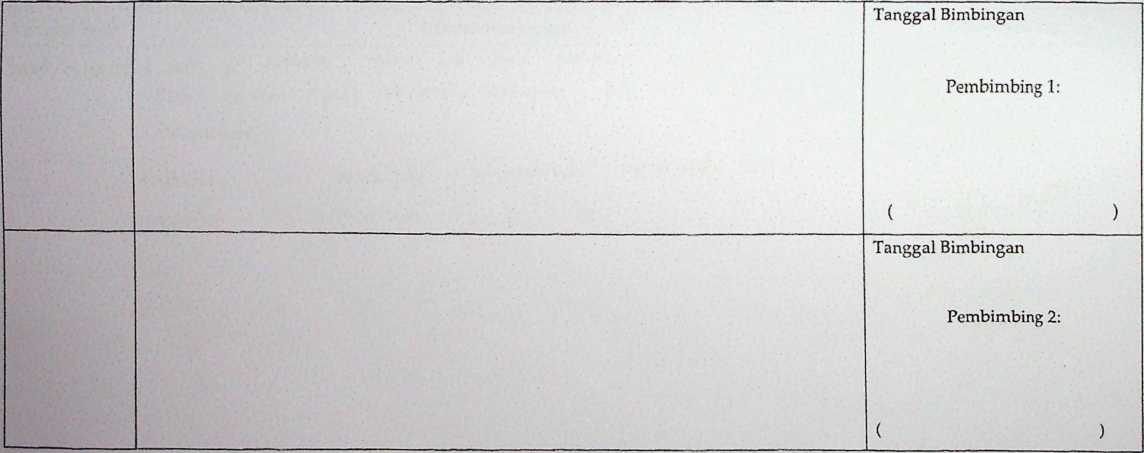 Tanggal Bimbingan
Pembimbing 1:
( )
Tanggal Bimbingan
Pembimbing 2:
( )